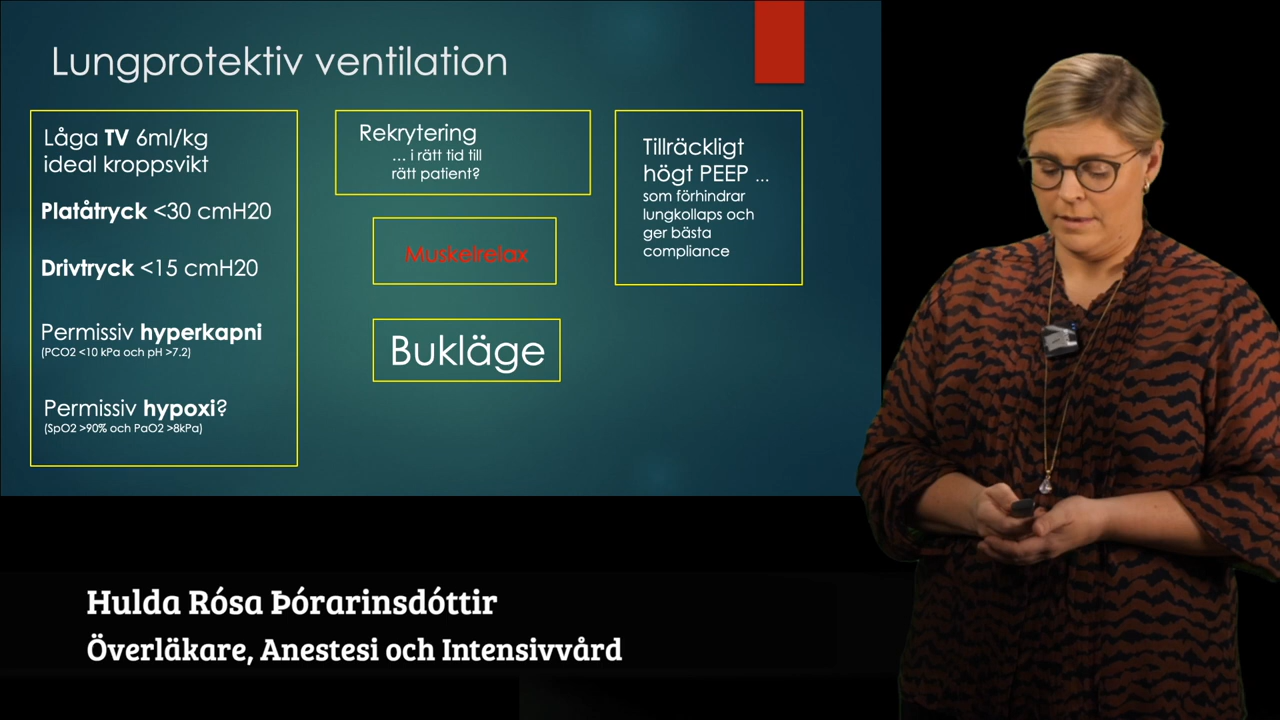 Lungprotektiv ventilation
Låga TV 6ml/kg
ideal kroppsvikt
Platåtryck <30 cmH20
Drivtryck <15 cmH20
Permissiv hyperkapni
(PCO2 <10 kPa och pH >7.2)
Permissiv hypoxi?
(SpO2 >90% och PaO2 >8kPa)
Rekrytering
... i rätt tid till
rätt patient?
Muskelrelax
Bukläge
Tillräckligt
högt PEEP ...
som förhindrar
lungkollaps och
ger bästa
compliance
Hulda Rósa Þórarinsdóttir
Överläkare, Anestesi och Intensivvård